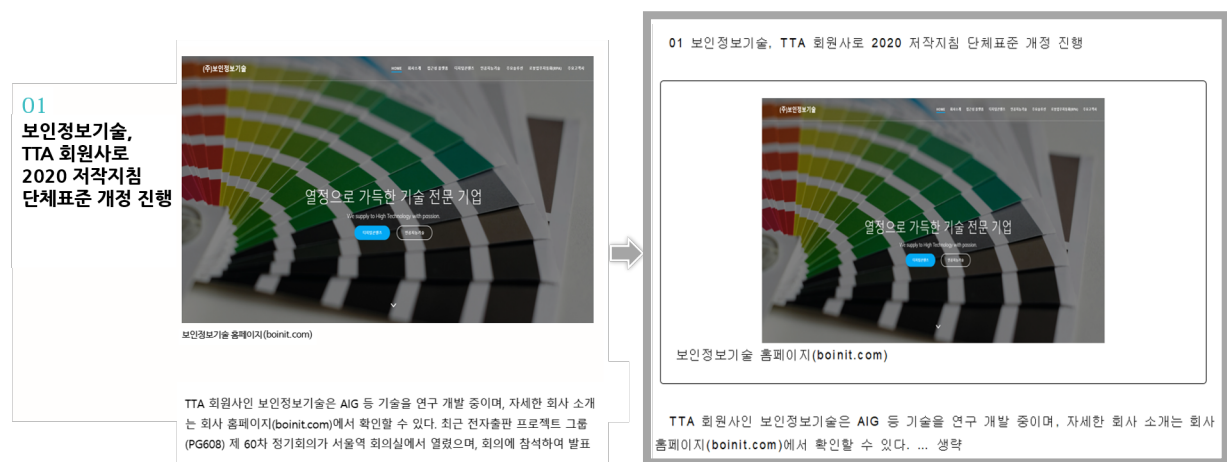 01
보인정보기술,
TTA 회원사로
2020 저작지침
단체표준 개정 진행
(주)보인정보기술
HOME
열정으로 가득한 기술 전문 기업
We supply to High Technology with passion.
보인정보기술 홈페이지(boinit.com)
TTA 회원사인 보인정보기술은 AIG 등 기술을 연구 개발 중이며, 자세한 회사 소개
는 회사 홈페이지(boinit.com)에서 확인할 수 있다. 최근 전자출판 프로젝트 그룹
(PG608) 제 60차 정기회의가 서울역 회의실에서 열렸으며, 회의에 참석하여 발표
01 보인정보기술, TTA 회원사로 2020 저작지침 단체표준 개정 진행
(주)보인정보기술
HOME
열정으로 가득한 기술 전문 기업
We supply to High Technology with passion.
보인정보기술 홈페이지(boinit.com)
TTA 회원사인 보인정보기술은 AIG 등 기술을 연구 개발 중이며, 자세한 회사 소개는 회사
홈페이지(boinit.com)에서 확인할 수 있다. ... 생략